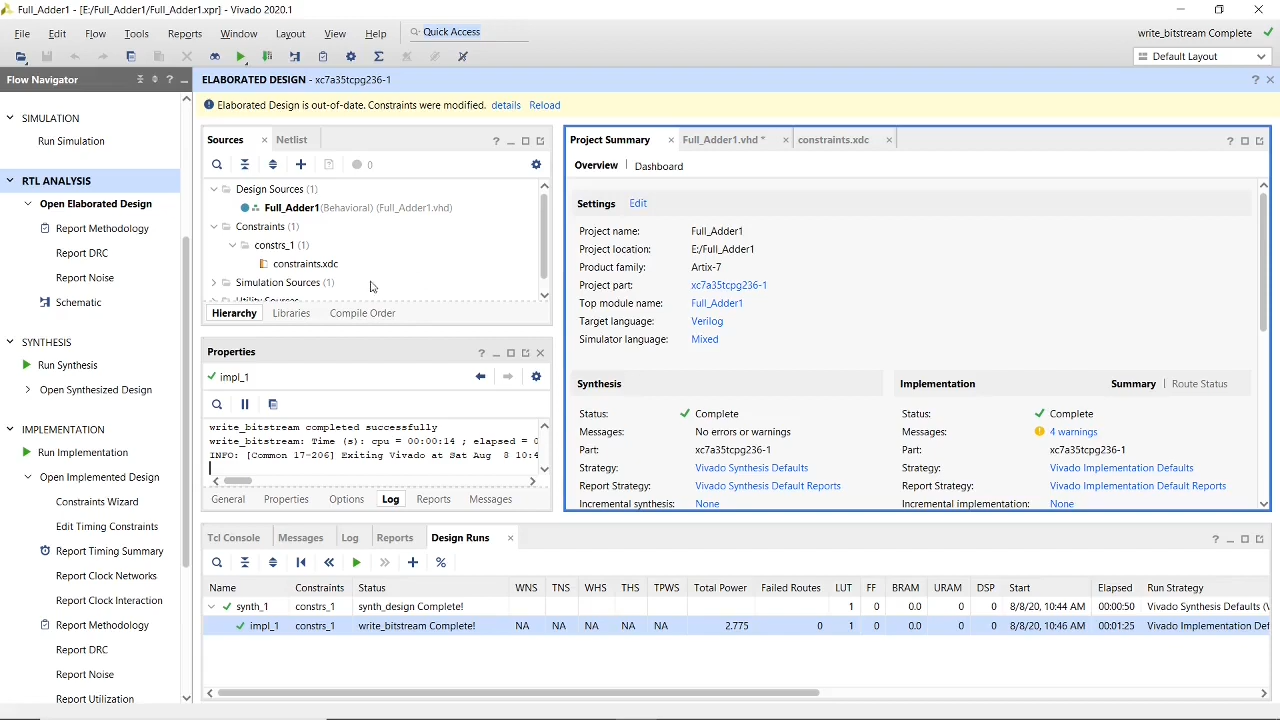 Full_Adder1 - [E:/Full_Adder1/Full_Adder1.xpr] - Vivado 2020.1
File Edit Flow Tools Reports Window Layout View Help Quick Access
write_bitstream Complete
Default Layout
Flow Navigator
ELABORATED DESIGN - xc7a35tcpg236-1
Elaborated Design is out-of-date. Constraints were modified. details Reload
SIMULATION
Run Simulation
RTL ANALYSIS
Open Elaborated Design
Report Methodology
Report DRC
Report Noise
Schematic
SYNTHESIS
Run Synthesis
Open Synthesized Design
IMPLEMENTATION
Run Implementation
Open Implemented Design
Constraints Wizard
Edit Timing Constraints
Report Timing Summary
Report Clock Networks
Report Clock Interaction
Report Methodology
Report DRC
Report Noise
Report Utilization
Sources Netlist
0
Design Sources (1)
Full_Adder1(Behavioral) (Full_Adder1.vhd)
Constraints (1)
constrs_1 (1)
constraints.xdc
Simulation Sources (1)
Utility Sources
Hierarchy Libraries Compile Order
Properties
impl_1
write_bitstream completed successfully
write_bitstream: Time (s): cpu = 00:00:14 ; elapsed = 0
INFO: [Common 17-206] Exiting Vivado at Sat Aug  8 10:4
General Properties Options Log Reports Messages
Project Summary Full_Adder1.vhd * constraints.xdc
Overview | Dashboard
Settings Edit
Project name: Full_Adder1
Project location: E:/Full_Adder1
Product family: Artix-7
Project part: xc7a35tcpg236-1
Top module name: Full_Adder1
Target language: Verilog
Simulator language: Mixed
Synthesis
Status: Complete
Messages: No errors or warnings
Part: xc7a35tcpg236-1
Strategy: Vivado Synthesis Defaults
Report Strategy: Vivado Synthesis Default Reports
Incremental synthesis: None
Implementation Summary | Route Status
Status: Complete
Messages: 4 warnings
Part: xc7a35tcpg236-1
Strategy: Vivado Implementation Defaults
Report Strategy: Vivado Implementation Default Reports
Incremental implementation: None
Tcl Console Messages Log Reports Design Runs
Name Constraints Status WNS TNS WHS THS TPWS Total Power Failed Routes LUT FF BRAM URAM DSP Start Elapsed Run Strategy
synth_1 constrs_1 synth_design Complete! 1 0 0.0 0 0 8/8/20, 10:44 AM 00:00:50 Vivado Synthesis Defaults (V
impl_1 constrs_1 write_bitstream Complete! NA NA NA NA NA 2.775 0 1 0 0.0 0 0 8/8/20, 10:46 AM 00:01:25 Vivado Implementation Def